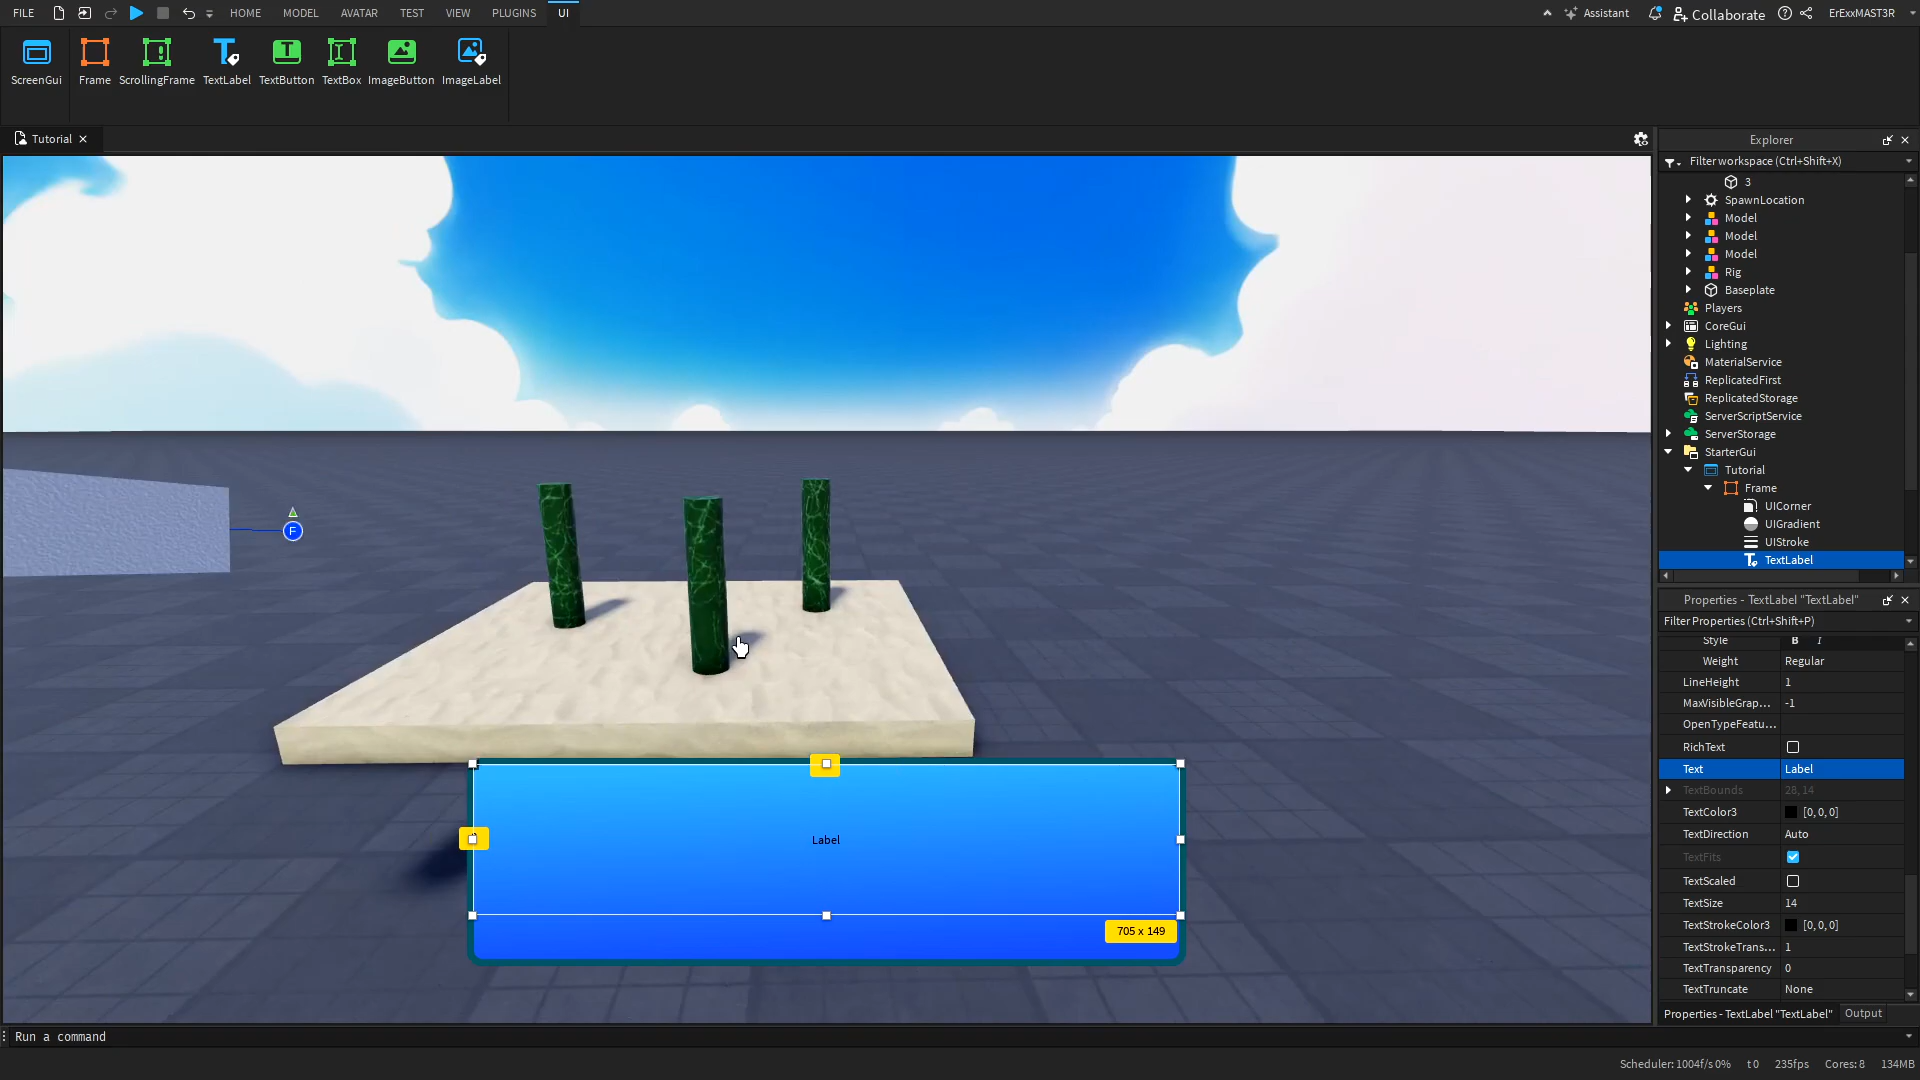 FILE HOME MODEL AVATAR TEST VIEW PLUGINS UI Assistant Collaborate ErExxMAST3R
ScreenGui Frame ScrollingFrame TextLabel TextButton TextBox ImageButton ImageLabel
Tutorial
Explorer
Filter workspace (Ctrl+Shift+X)
3
SpawnLocation
Model
Model
Model
Rig
Baseplate
Players
CoreGui
Lighting
MaterialService
ReplicatedFirst
ReplicatedStorage
ServerScriptService
ServerStorage
StarterGui
Tutorial
Frame
UICorner
UIGradient
UIStroke
TextLabel
F
Label
705 x 149
Properties - TextLabel "TextLabel"
Filter Properties (Ctrl+Shift+P)
Style B I
Weight Regular
LineHeight 1
MaxVisibleGrap... -1
OpenTypeFeatu...
RichText
Text Label
TextBounds 28, 14
TextColor3 [0, 0, 0]
TextDirection Auto
TextFits
TextScaled
TextSize 14
TextStrokeColor3 [0, 0, 0]
TextStrokeTrans... 1
TextTransparency 0
TextTruncate None
Properties - TextLabel "TextLabel" Output
Run a command
Scheduler: 1004f/s 0% t 0 235fps Cores: 8 134MB